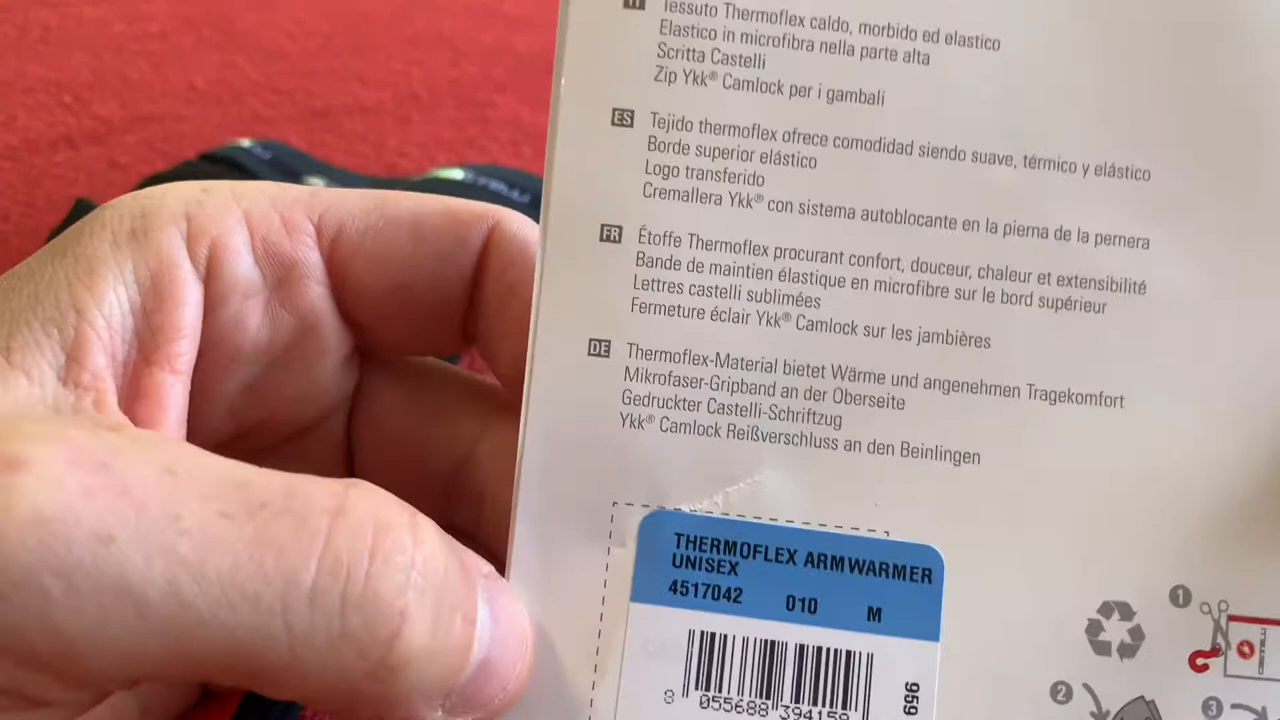 IT Tessuto Thermoflex caldo, morbido ed elastico
Elastico in microfibra nella parte alta
Scritta Castelli
Zip Ykk® Camlock per i gambali
ES Tejido thermoflex ofrece comodidad siendo suave, térmico y elástico
Borde superior elástico
Logo transferido
Cremallera Ykk® con sistema autoblocante en la pierna de la pernera
FR Étoffe Thermoflex procurant confort, douceur, chaleur et extensibilité
Bande de maintien élastique en microfibre sur le bord supérieur
Lettres castelli sublimées
Fermeture éclair Ykk® Camlock sur les jambières
DE Thermoflex-Material bietet Wärme und angenehmen Tragekomfort
Mikrofaser-Gripband an der Oberseite
Gedruckter Castelli-Schriftzug
Ykk® Camlock Reißverschluss an den Beinlingen
THERMOFLEX ARMWARMER
UNISEX
4517042 010 M
8 055688 394159
959
1
2
3